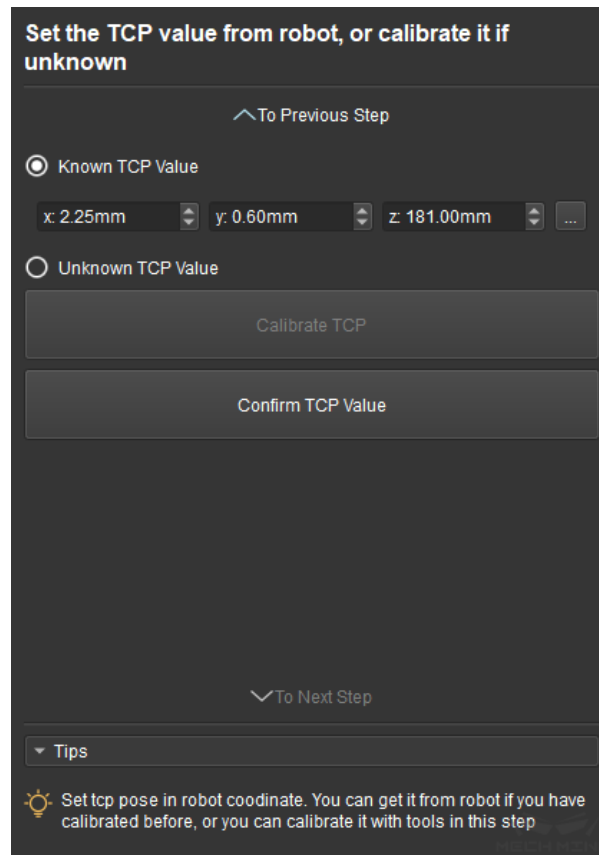 Set the TCP value from robot, or calibrate it if
unknown
To Previous Step
Known TCP Value
x: 2.25mm y: 0.60mm z: 181.00mm ...
Unknown TCP Value
Calibrate TCP
Confirm TCP Value
To Next Step
Tips
Set tcp pose in robot coodinate. You can get it from robot if you have
calibrated before, or you can calibrate it with tools in this step